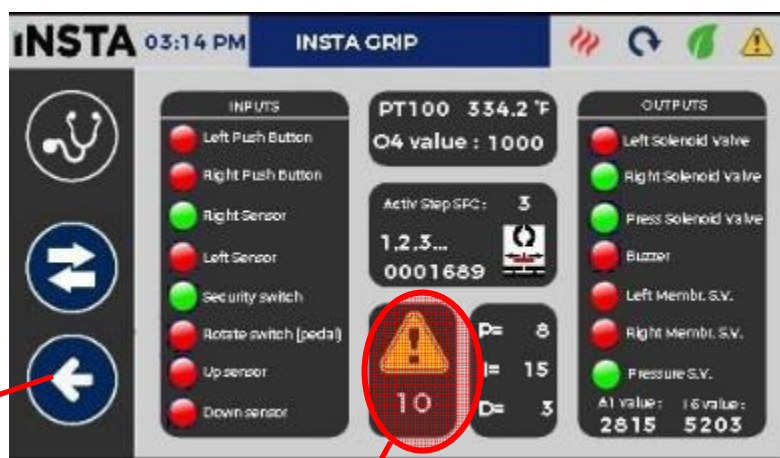 INSTA 03:14 PM INSTA GRIP
INPUTS
Left Push Button
Right Push Button
Right Sensor
Left Sensor
Security switch
Rotate switch (pedal)
Up sensor
Down sensor
PT100 334.2 °F
O4 value : 1000
Activ Step SFC: 3
1,2,3...
0001689
10
P= 8
I= 15
D= 3
OUTPUTS
Left Solenoid Valve
Right Solenoid Valve
Press Solenoid Valve
Buzzer
Left Membr. S.V.
Right Membr. S.V.
Pressure S.V.
A1 value: I6 value:
2815 5203